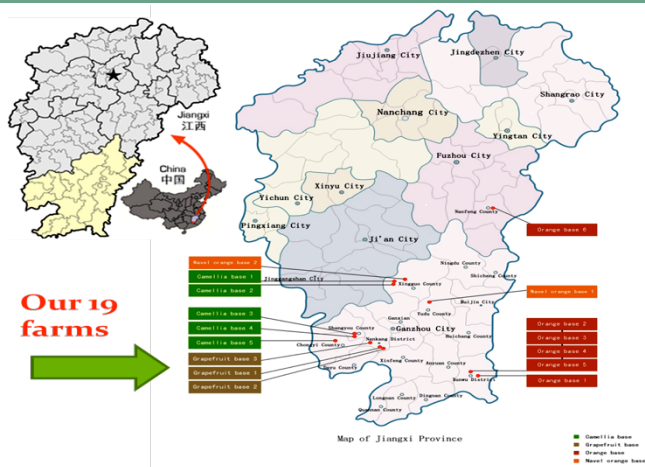 Jiangxi
江西
China
中国
Our 19
farms
Jiujiang City
Jingdezhen City
Shangrao City
Nanchang City
Yingtan City
Fuzhou City
Xinyu City
Yichun City
Pingxiang City
Ji'an City
Nanfeng County
Orange base 6
Navel orange base 2
Camellia base 1
Camellia base 2
Jinggangshan City
Ningdu County
Shicheng County
Xingguo County
Navel orange base 1
Ruijin City
Yudu County
Camellia base 3
Camellia base 4
Camellia base 5
Grapefruit base 3
Grapefruit base 1
Grapefruit base 2
Ganxian
Ganzhou City
Shangyou County
Chongyi County
Nankang District
Huichang County
Orange base 2
Orange base 3
Orange base 4
Orange base 5
Orange base 1
Xinfeng County
Anyuan County
Xunwu District
Longnan County
Dingnan County
Quannan County
Map of Jiangxi Province
Camellia base
Grapefruit base
Orange base
Navel orange base